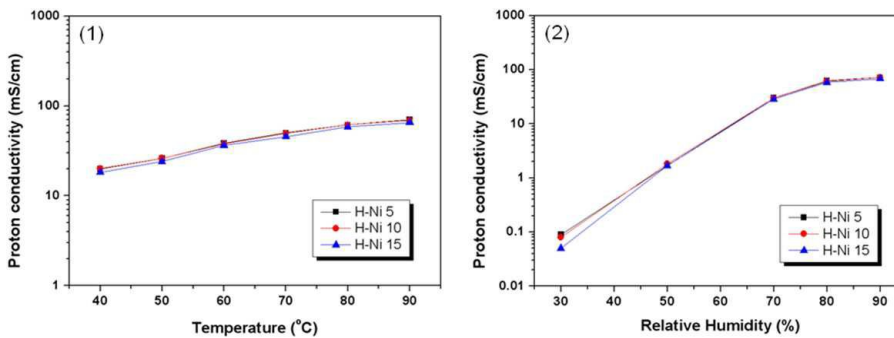 (1)
Proton conductivity (mS/cm)
1000
100
10
1
40 50 60 70 80 90
Temperature (°C)
H-Ni 5
H-Ni 10
H-Ni 15
(2)
Proton conductivity (mS/cm)
1000
100
10
1
0.1
0.01
30 40 50 60 70 80 90
Relative Humidity (%)
H-Ni 5
H-Ni 10
H-Ni 15